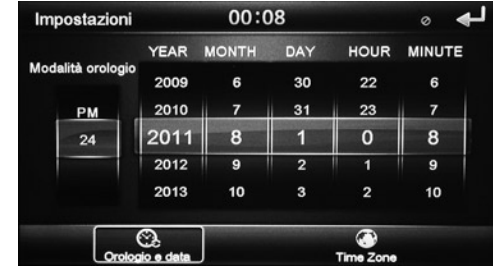 Impostazioni 00:08
YEAR MONTH DAY HOUR MINUTE
Modalità orologio
2009 6 30 22 6
PM 2010 7 31 23 7
24 2011 8 1 0 8
2012 9 2 1 9
2013 10 3 2 10
Orologio e data Time Zone